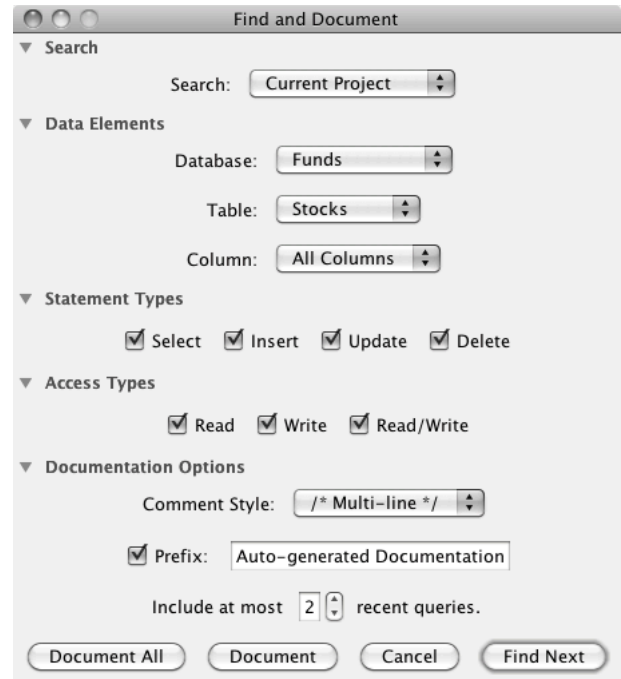 Find and Document
Search
Search: Current Project
Data Elements
Database: Funds
Table: Stocks
Column: All Columns
Statement Types
Select Insert Update Delete
Access Types
Read Write Read/Write
Documentation Options
Comment Style: /* Multi-line */
Prefix: Auto-generated Documentation
Include at most 2 recent queries.
Document All Document Cancel Find Next